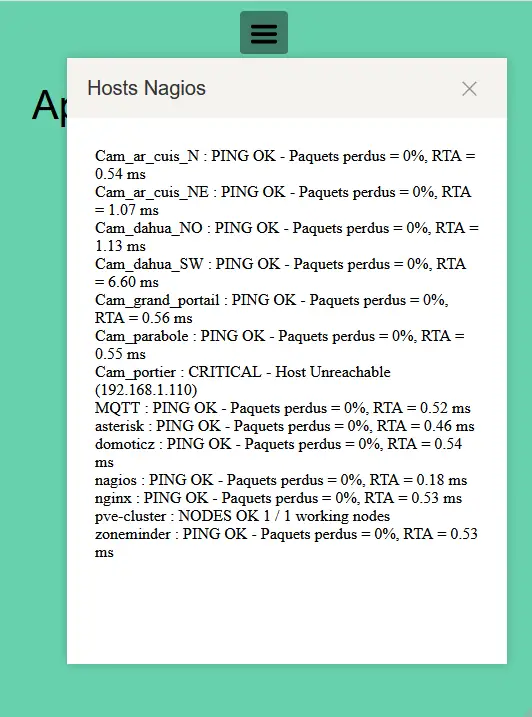 Hosts Nagios
Ap
Cam_ar_cuis_N : PING OK - Paquets perdus = 0%, RTA =
0.54 ms
Cam_ar_cuis_NE : PING OK - Paquets perdus = 0%, RTA
= 1.07 ms
Cam_dahua_NO : PING OK - Paquets perdus = 0%, RTA =
1.13 ms
Cam_dahua_SW : PING OK - Paquets perdus = 0%, RTA
= 6.60 ms
Cam_grand_portail : PING OK - Paquets perdus = 0%,
RTA = 0.56 ms
Cam_parabole : PING OK - Paquets perdus = 0%, RTA =
0.55 ms
Cam_portier : CRITICAL - Host Unreachable
(192.168.1.110)
MQTT : PING OK - Paquets perdus = 0%, RTA = 0.52 ms
asterisk : PING OK - Paquets perdus = 0%, RTA = 0.46 ms
domoticz : PING OK - Paquets perdus = 0%, RTA = 0.54
ms
nagios : PING OK - Paquets perdus = 0%, RTA = 0.18 ms
nginx : PING OK - Paquets perdus = 0%, RTA = 0.53 ms
pve-cluster : NODES OK 1 / 1 working nodes
zoneminder : PING OK - Paquets perdus = 0%, RTA = 0.53
ms